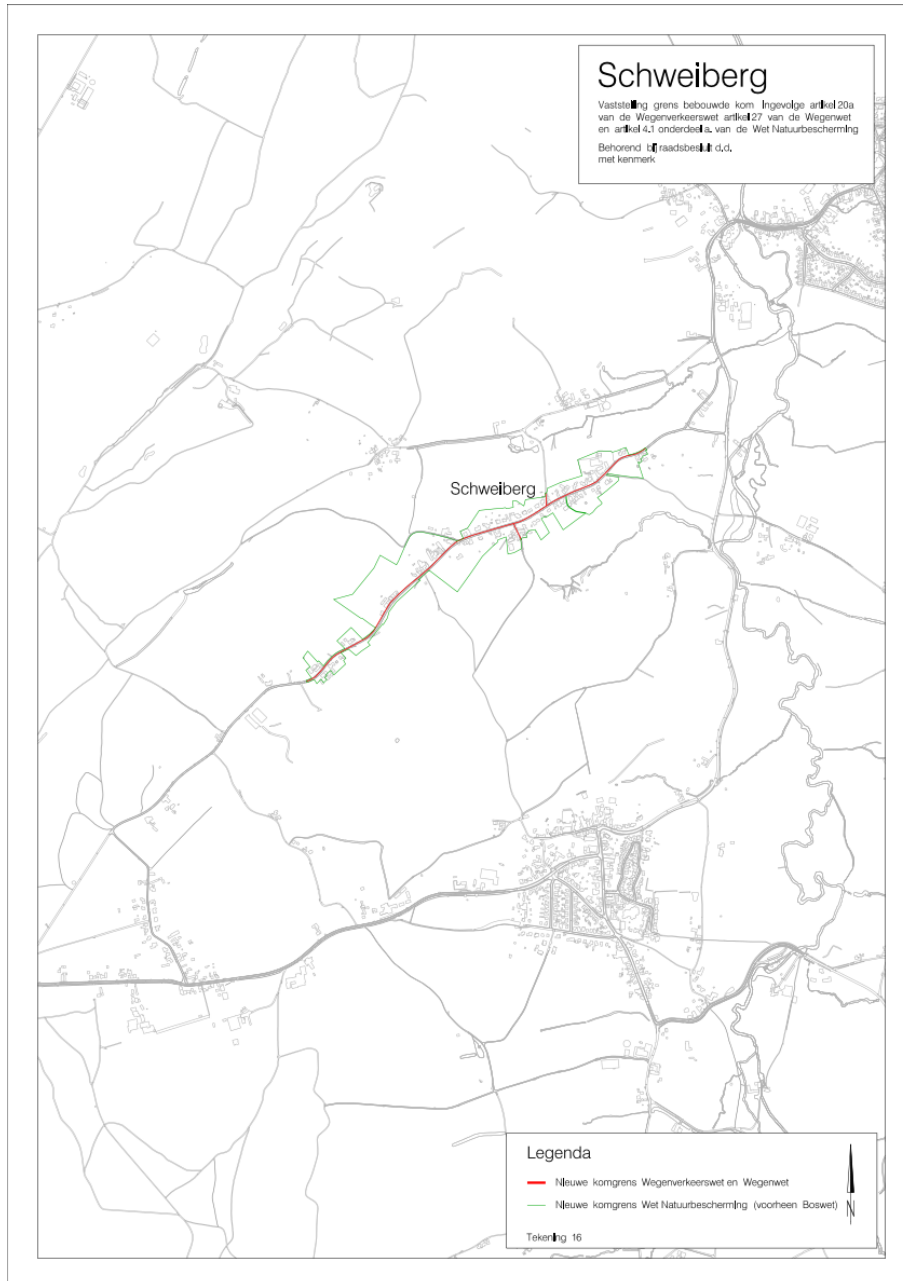 Schweiberg
Vaststelling grens bebouwde kom Ingevolge artikel 20a
van de Wegenverkeerswet artikel 27 van de Wegenwet
en artikel 4.1 onderdeel a. van de Wet Natuurbescherming
Behorend bij raadsbesluit d.d.
met kenmerk
Schweiberg
Legenda
Nieuwe komgrens Wegenverkeerswet en Wegenwet
Nieuwe komgrens Wet Natuurbescherming (voorheen Boswet)
N
Tekening 16